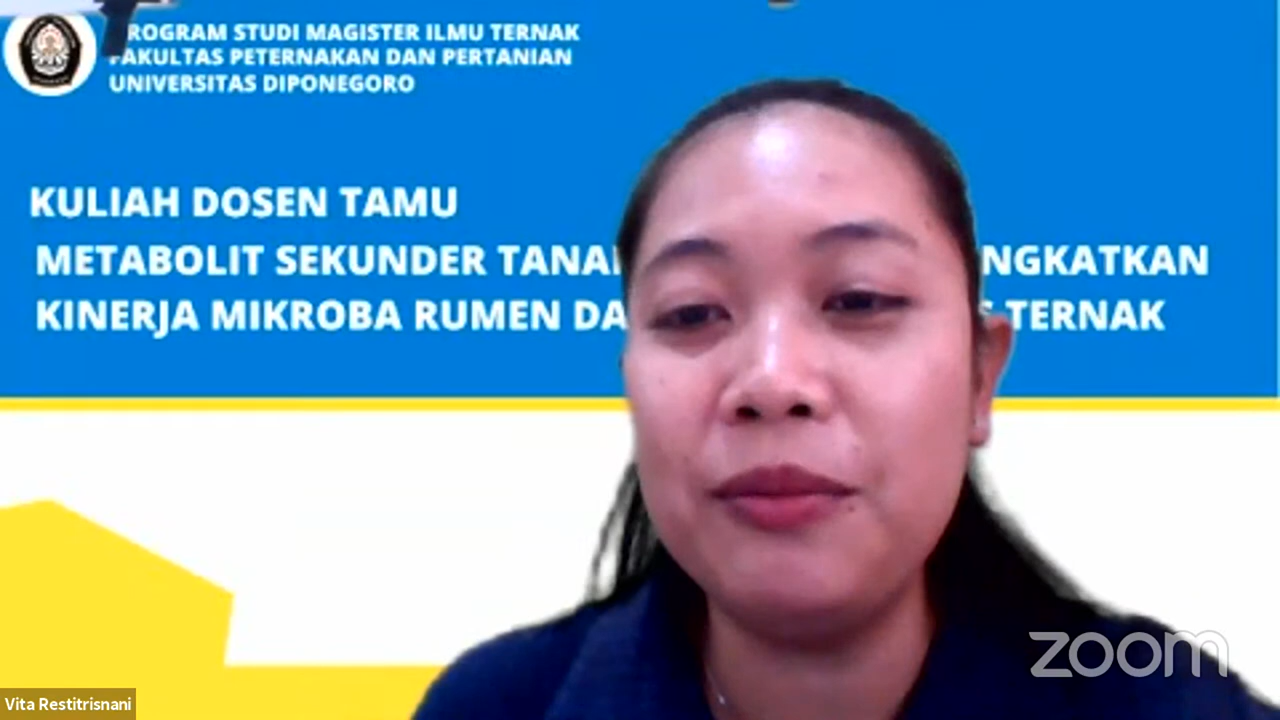 PROGRAM STUDI MAGISTER ILMU TERNAK
FAKULTAS PETERNAKAN DAN PERTANIAN
UNIVERSITAS DIPONEGORO
KULIAH DOSEN TAMU
METABOLIT SEKUNDER TANA NGKATKAN
KINERJA MIKROBA RUMEN DA S TERNAK
zoom
Vita Restitrisnani